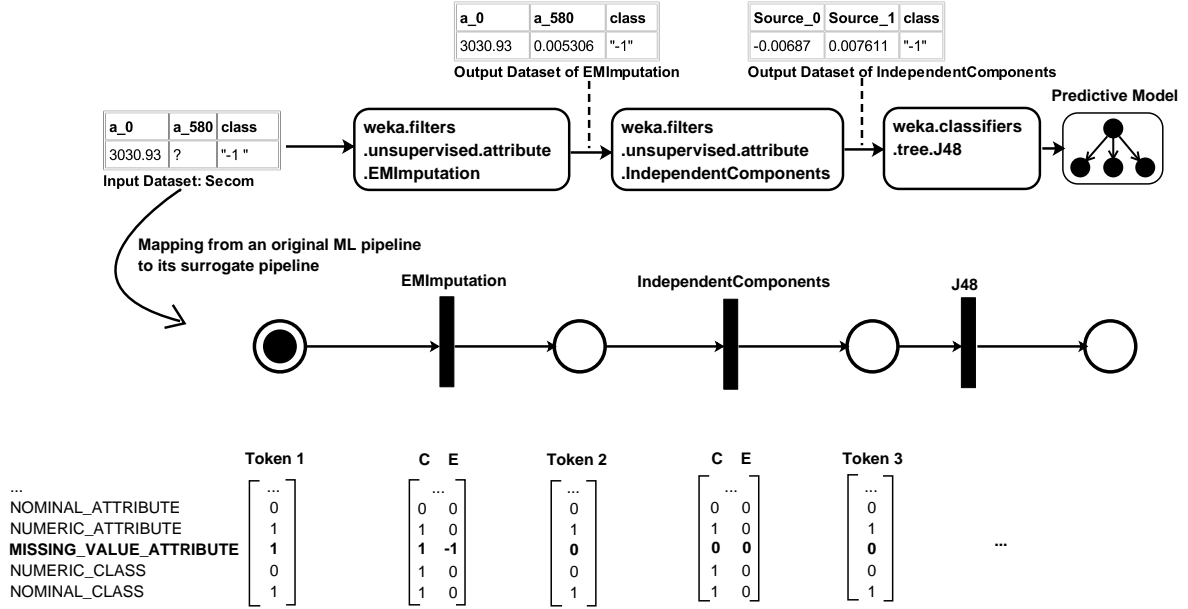 a_0 a_580 class
3030.93 0.005306 "-1"
Output Dataset of EMImputation
Source_0 Source_1 class
-0.00687 0.007611 "-1"
Output Dataset of IndependentComponents
Predictive Model
a_0 a_580 class
3030.93 ? "-1 "
Input Dataset: Secom
weka.filters
.unsupervised.attribute
.EMImputation
weka.filters
.unsupervised.attribute
.IndependentComponents
weka.classifiers
.tree.J48
Mapping from an original ML pipeline
to its surrogate pipeline
EMImputation IndependentComponents J48
Token 1 C E Token 2 C E Token 3
... ... ... ... ... ...
NOMINAL_ATTRIBUTE 0 0 0 0 0 0 0
NUMERIC_ATTRIBUTE 1 1 0 1 1 0 1
MISSING_VALUE_ATTRIBUTE 1 1 -1 0 0 0 0 ...
NUMERIC_CLASS 0 1 0 0 1 0 0
NOMINAL_CLASS 1 1 0 1 1 0 1